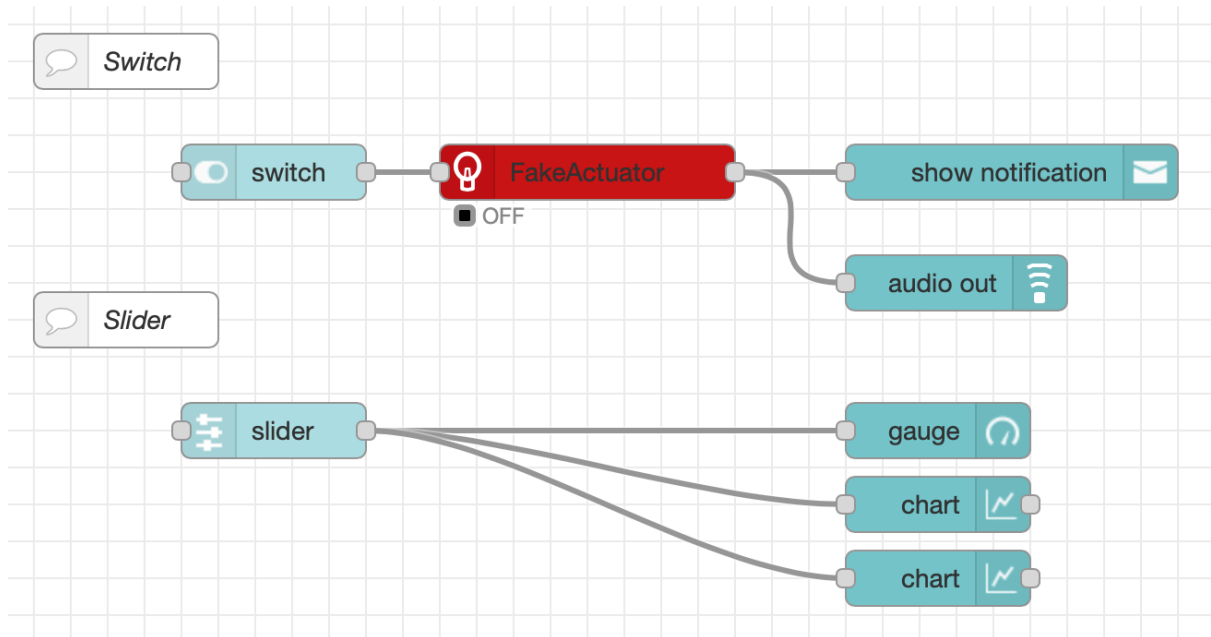 Switch
switch
FakeActuator
show notification
OFF
audio out
Slider
slider
gauge
chart
chart